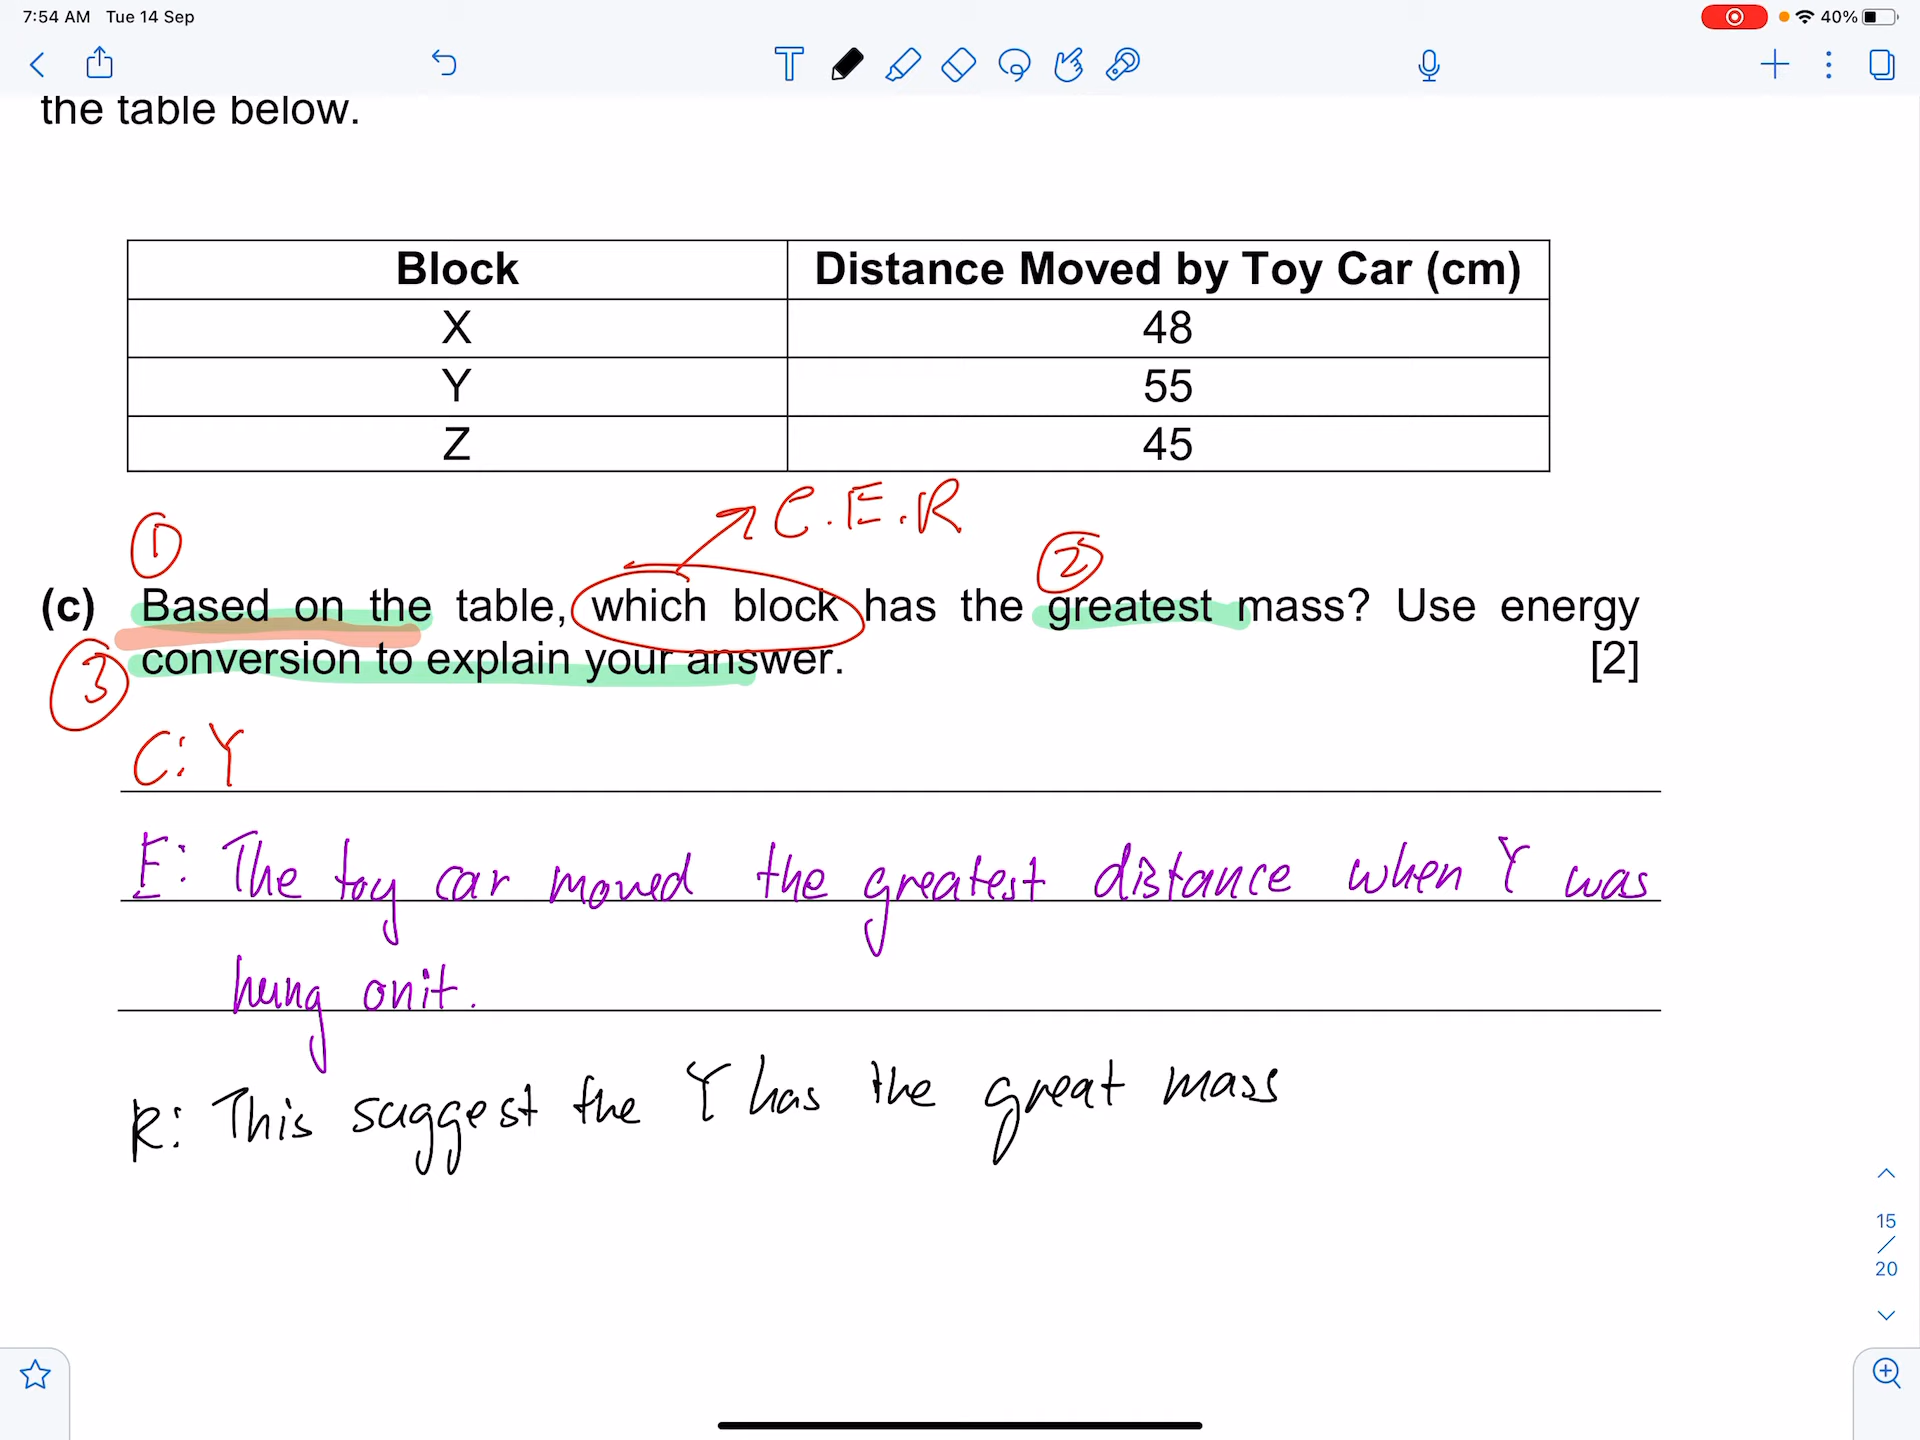 7:54 AM Tue 14 Sep
40%
T
the table below.
Block Distance Moved by Toy Car (cm)
X 48
Y 55
Z 45
C.E.R
① ②
(c) Based on the table, which block has the greatest mass? Use energy
③ conversion to explain your answer. [2]
C: Y
E: The toy car moved the greatest distance when Y was
hung on it.
R: This suggest the Y has the great mass
15
/
20